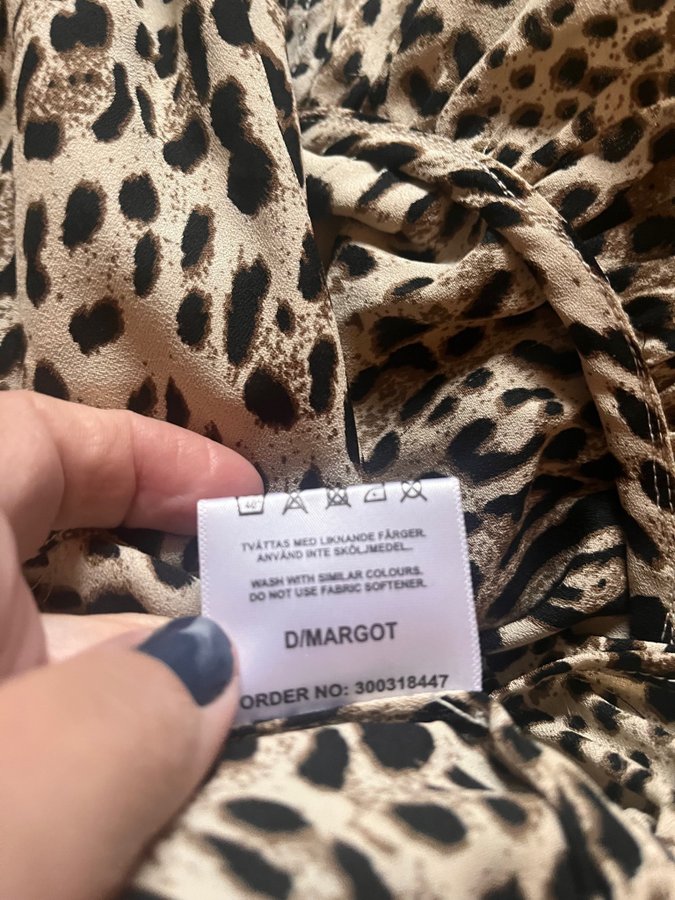 40°
TVÄTTAS MED LIKNANDE FÄRGER.
ANVÄND INTE SKÖLJMEDEL.
WASH WITH SIMILAR COLOURS.
DO NOT USE FABRIC SOFTENER.
D/MARGOT
ORDER NO: 300318447